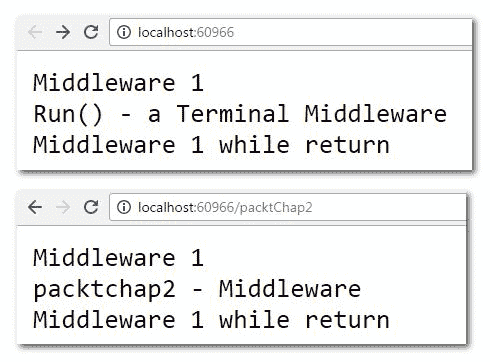 localhost:60966
Middleware 1
Run() - a Terminal Middleware
Middleware 1 while return
localhost:60966/packtChap2
Middleware 1
packtchap2 - Middleware
Middleware 1 while return